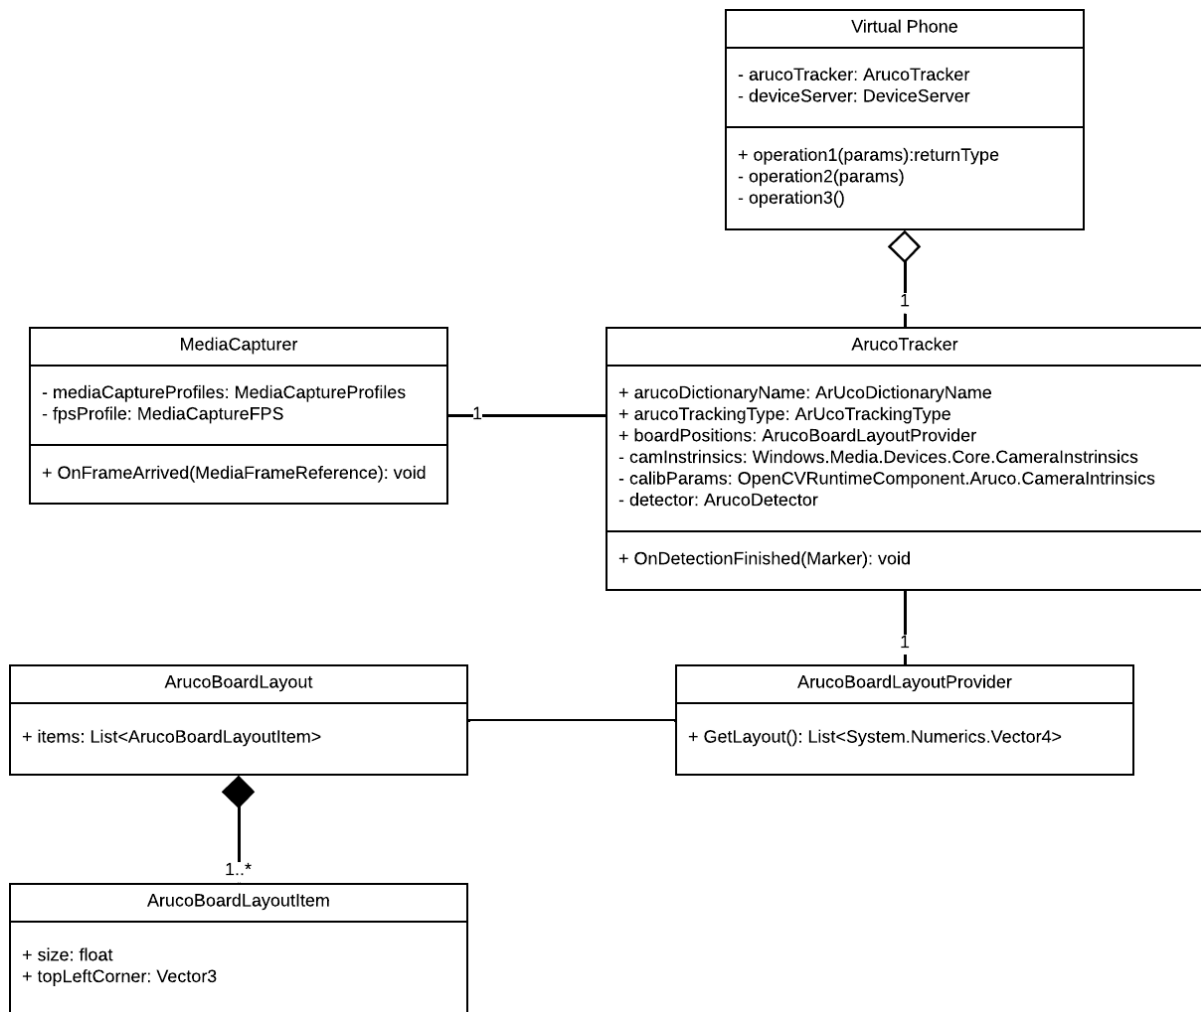 Virtual Phone
- arucoTracker: ArucoTracker
- deviceServer: DeviceServer
+ operation1(params):returnType
- operation2(params)
- operation3()
1
MediaCapturer
- mediaCaptureProfiles: MediaCaptureProfiles
- fpsProfile: MediaCaptureFPS
+ OnFrameArrived(MediaFrameReference): void
1
ArucoTracker
+ arucoDictionaryName: ArUcoDictionaryName
+ arucoTrackingType: ArUcoTrackingType
+ boardPositions: ArucoBoardLayoutProvider
- camInstrinsics: Windows.Media.Devices.Core.CameraInstrinsics
- calibParams: OpenCVRuntimeComponent.Aruco.CameraIntrinsics
- detector: ArucoDetector
+ OnDetectionFinished(Marker): void
1
ArucoBoardLayout
+ items: List<ArucoBoardLayoutItem>
ArucoBoardLayoutProvider
+ GetLayout(): List<System.Numerics.Vector4>
1..*
ArucoBoardLayoutItem
+ size: float
+ topLeftCorner: Vector3